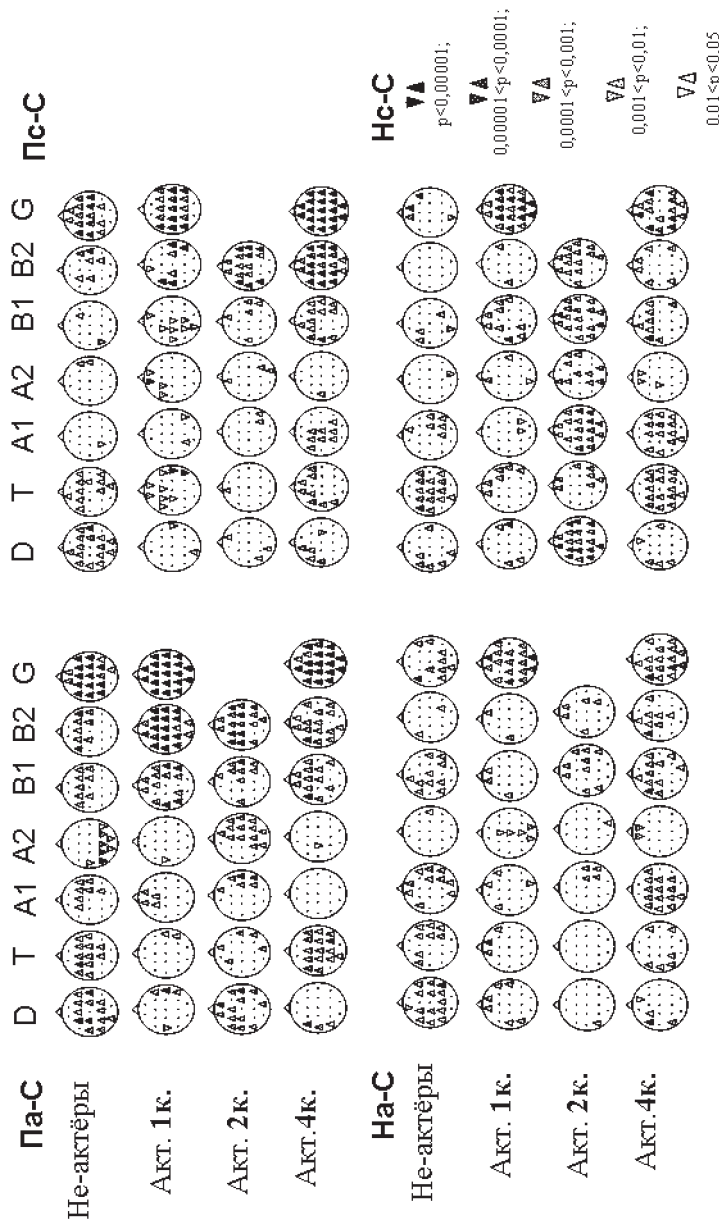 Па-С D T A1 A2 B1 B2 G D T A1 A2 B1 B2 G Пс-С
Не-актёры
Акт. 1к.
Акт. 2к.
Акт.4к.
На-С Нс-С
Не-актёры
Акт. 1к.
Акт. 2к.
Акт.4к.
p<0,00001;
0,00001<p<0,0001;
0,0001<p<0,001;
0,001<p<0,01;
0,01<p<0,05